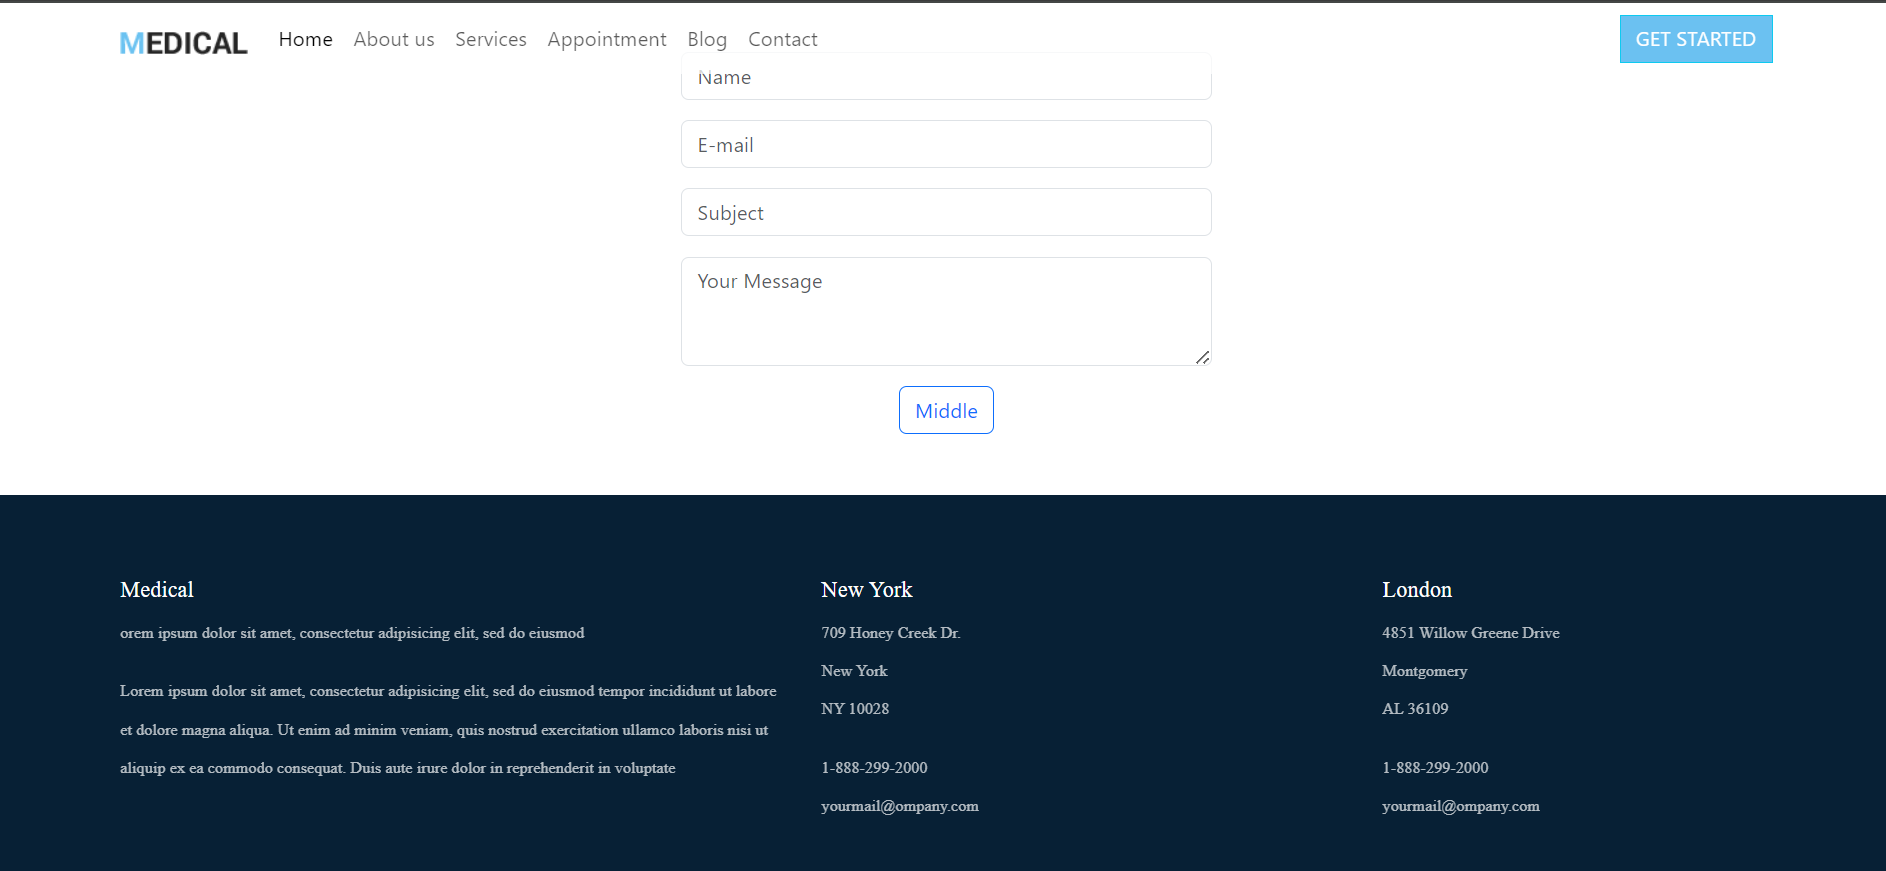 MEDICAL Home About us Services Appointment Blog Contact GET STARTED
Name
E-mail
Subject
Your Message
Middle
Medical
orem ipsum dolor sit amet, consectetur adipisicing elit, sed do eiusmod
Lorem ipsum dolor sit amet, consectetur adipisicing elit, sed do eiusmod tempor incididunt ut labore
et dolore magna aliqua. Ut enim ad minim veniam, quis nostrud exercitation ullamco laboris nisi ut
aliquip ex ea commodo consequat. Duis aute irure dolor in reprehenderit in voluptate
New York
709 Honey Creek Dr.
New York
NY 10028
1-888-299-2000
yourmail@ompany.com
London
4851 Willow Greene Drive
Montgomery
AL 36109
1-888-299-2000
yourmail@ompany.com